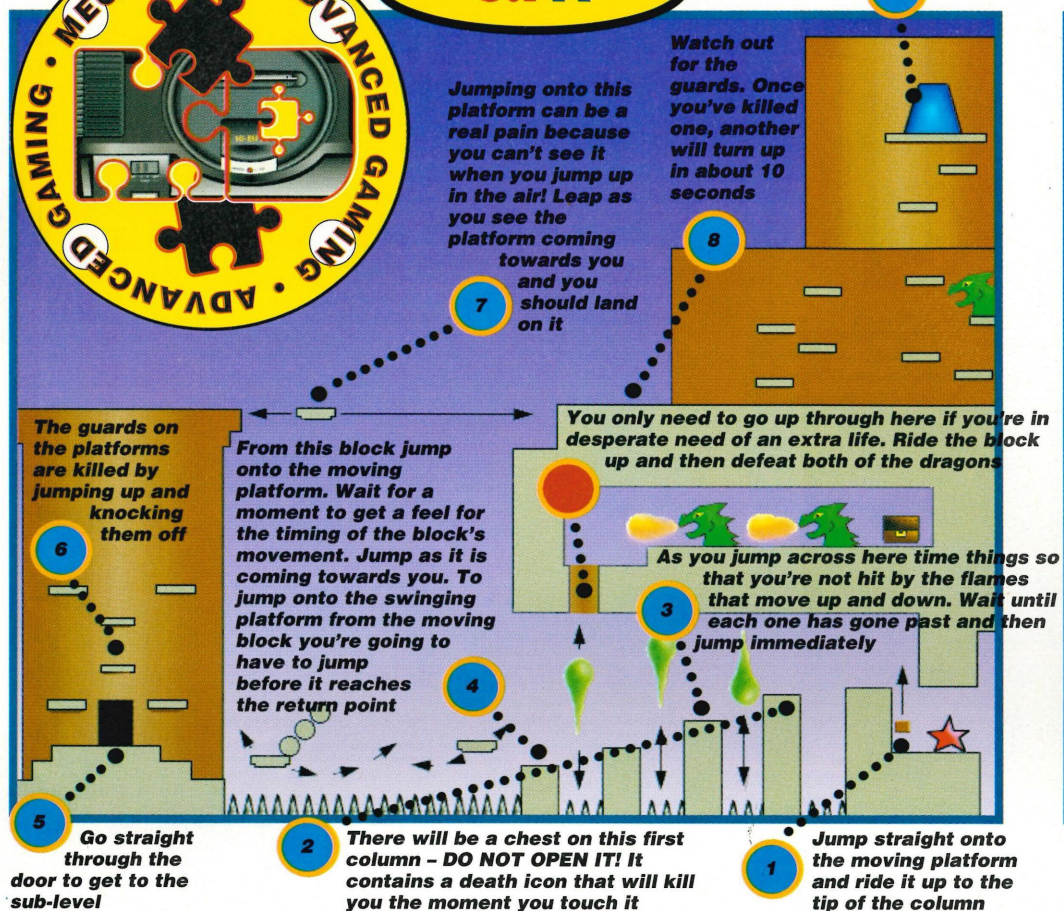 ADVANCED GAMING • ADVANCED GAMING •
Jumping onto this
platform can be a
real pain because
you can't see it
when you jump up
in the air! Leap as
you see the
platform coming
towards you
and you
should land
on it
7
Watch out
for the
guards. Once
you've killed
one, another
will turn up
in about 10
seconds
8
The guards on
the platforms
are killed by
jumping up and
knocking
them off
6
From this block jump
onto the moving
platform. Wait for a
moment to get a feel for
the timing of the block's
movement. Jump as it is
coming towards you. To
jump onto the swinging
platform from the moving
block you're going to
have to jump
before it reaches
the return point
4
You only need to go up through here if you're in
desperate need of an extra life. Ride the block
up and then defeat both of the dragons
As you jump across here time things so
that you're not hit by the flames
that move up and down. Wait until
each one has gone past and then
jump immediately
3
5
Go straight
through the
door to get to the
sub-level
2
There will be a chest on this first
column – DO NOT OPEN IT! It
contains a death icon that will kill
you the moment you touch it
1
Jump straight onto
the moving platform
and ride it up to the
tip of the column